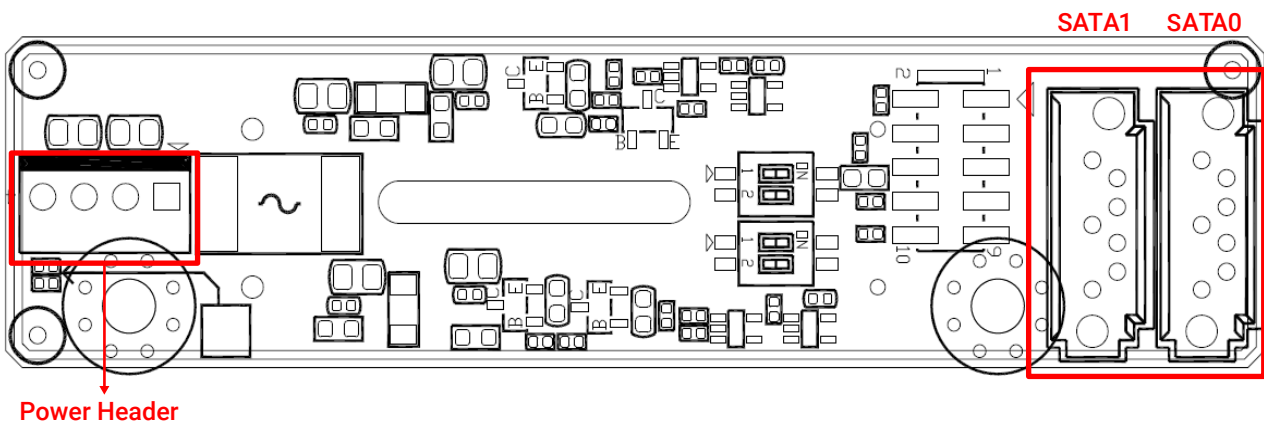 SATA1 SATA0
C E B
C
B E
2 1
1 ON
2
1 ON
2
10 9
C E B
C E B
Power Header